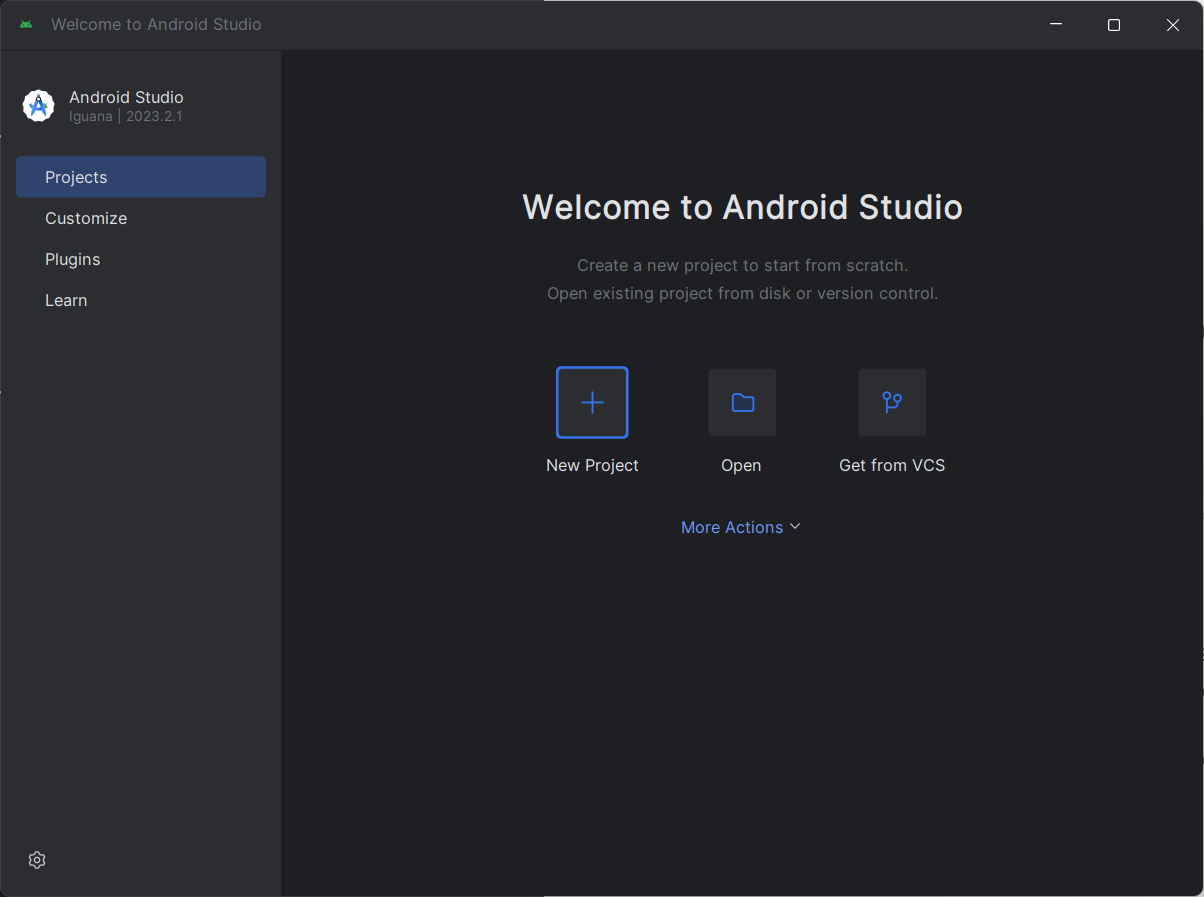 Welcome to Android Studio
Android Studio
Iguana | 2023.2.1
Projects
Customize
Plugins
Learn
Welcome to Android Studio
Create a new project to start from scratch.
Open existing project from disk or version control.
New Project
Open
Get from VCS
More Actions